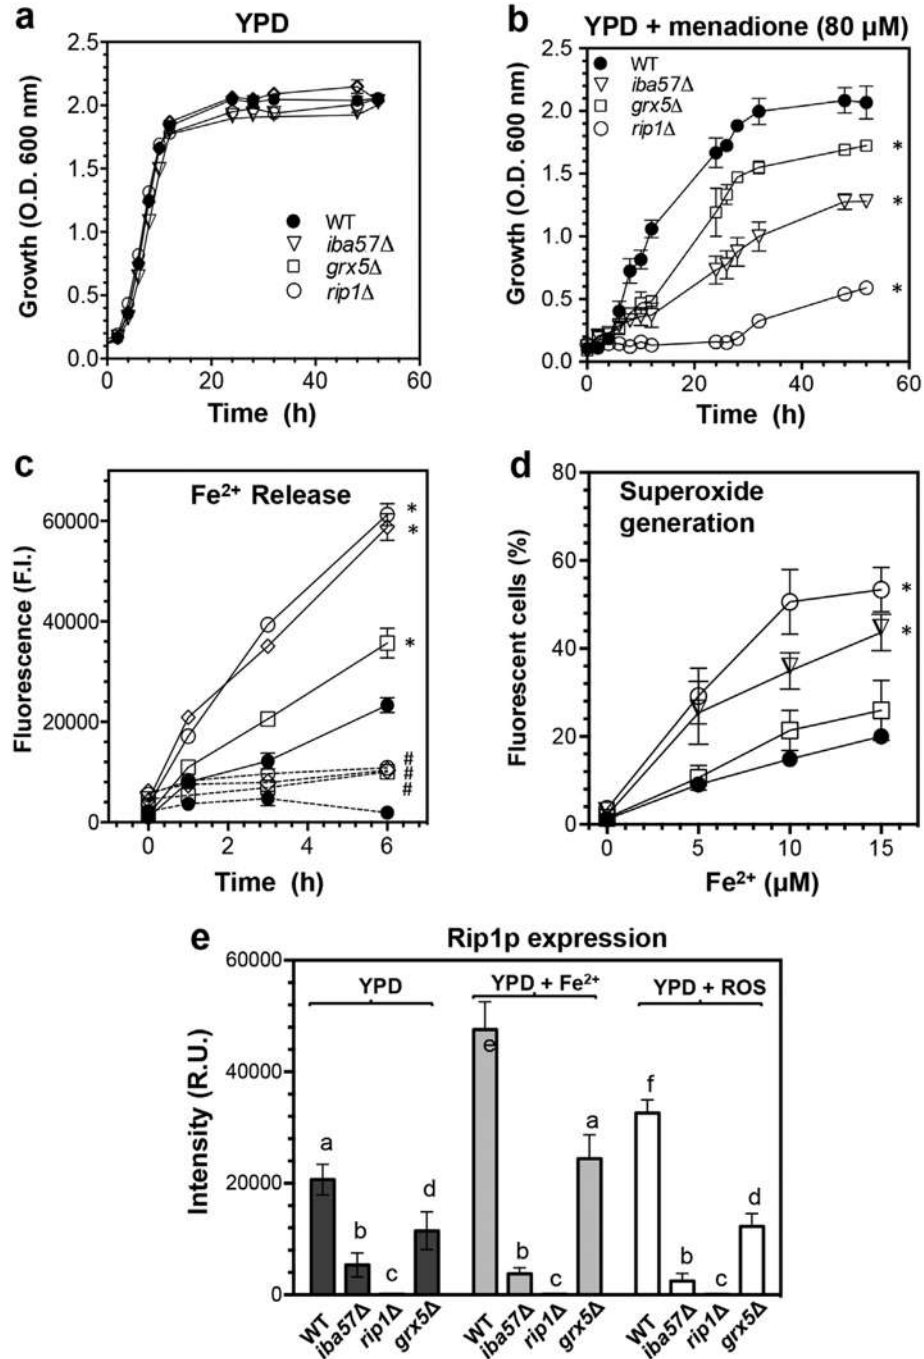 a
YPD
Growth (O.D. 600 nm)
2.5
2.0
1.5
1.0
0.5
0.0
WT
iba57Δ
grx5Δ
rip1Δ
0 20 40 60
Time (h)
b
YPD + menadione (80 μM)
Growth (O.D. 600 nm)
2.5
2.0
1.5
1.0
0.5
0.0
WT
iba57Δ
grx5Δ
rip1Δ
*
*
*
0 20 40 60
Time (h)
c
Fe²⁺ Release
Fluorescence (F.I.)
60000
40000
20000
0
*
*
*
#
#
#
0 2 4 6
Time (h)
d
Superoxide
generation
Fluorescent cells (%)
80
60
40
20
0
*
*
0 5 10 15
Fe²⁺ (μM)
e
Rip1p expression
Intensity (R.U.)
60000
40000
20000
0
YPD YPD + Fe²⁺ YPD + ROS
a b c d e b c a f b c d
WT iba57Δ rip1Δ grx5Δ WT iba57Δ rip1Δ grx5Δ WT iba57Δ rip1Δ grx5Δ